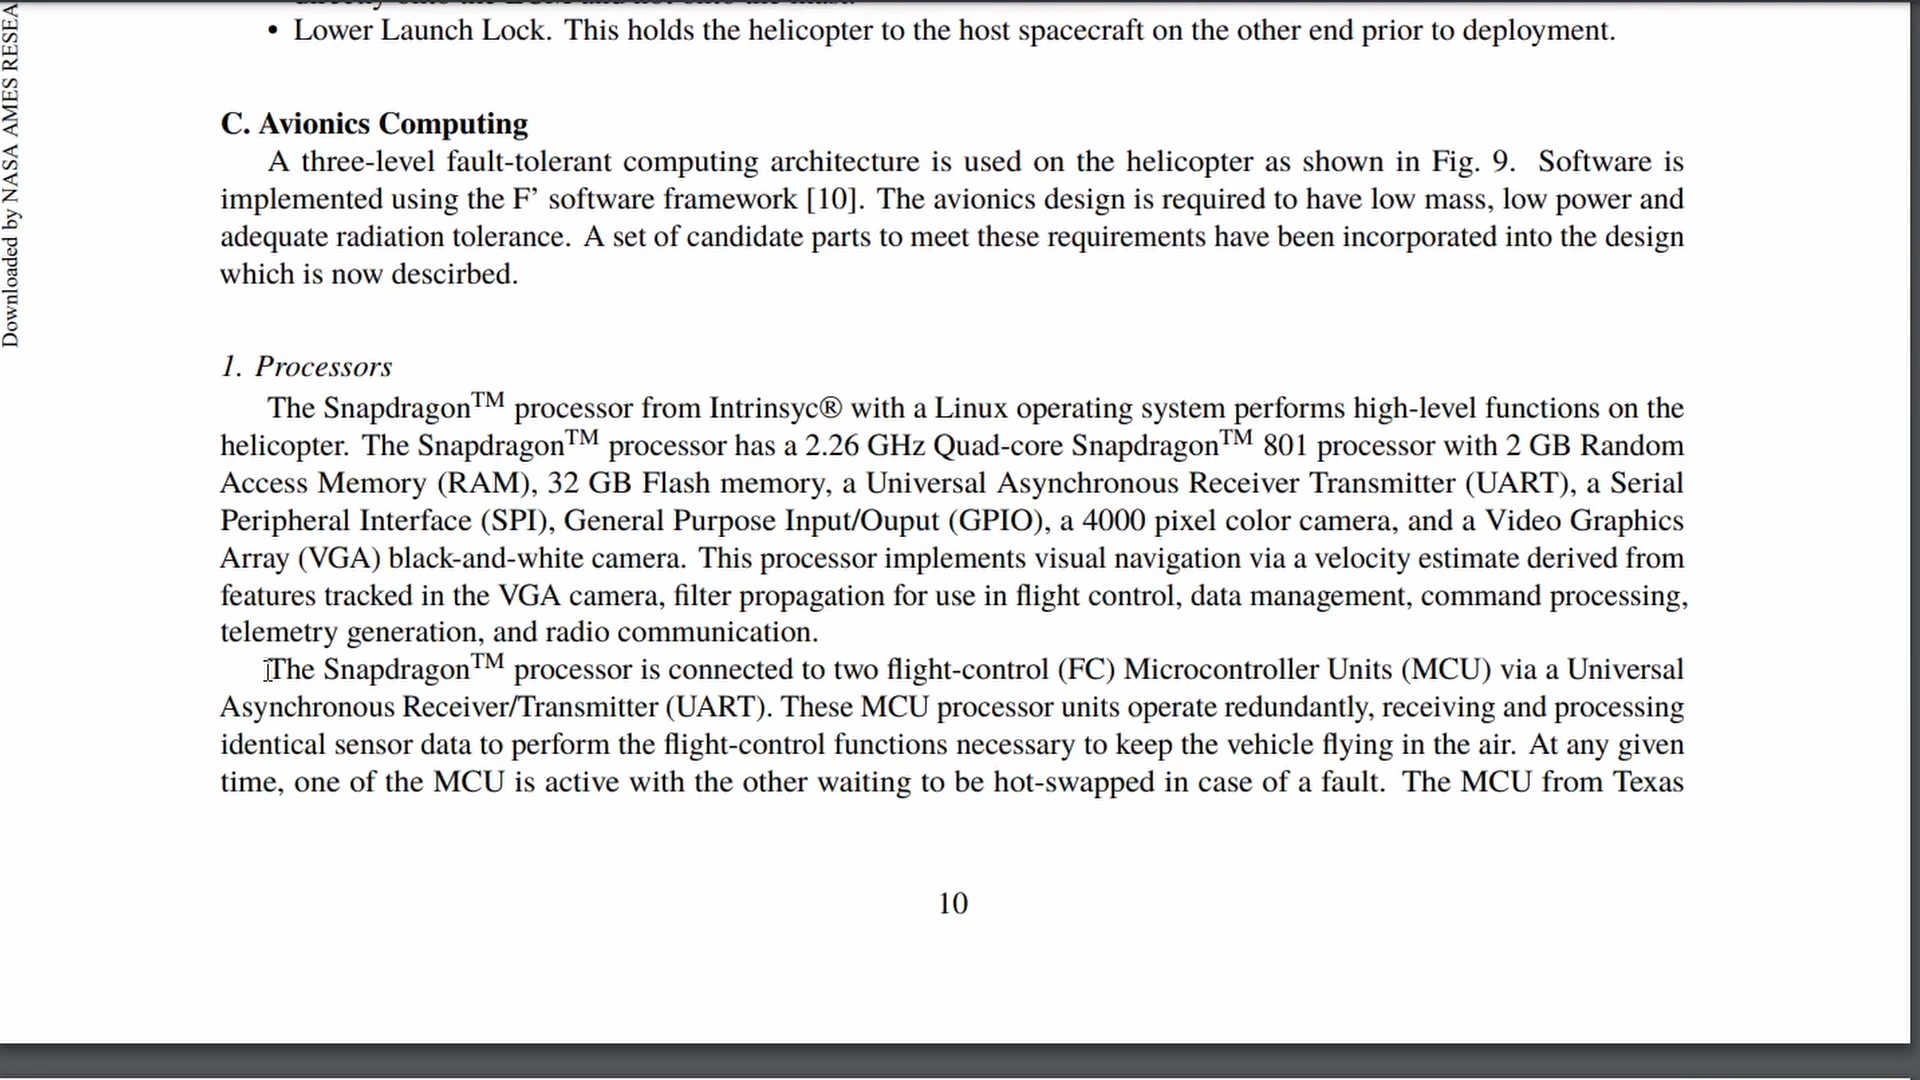 Downloaded by NASA AMES RESEA
• Lower Launch Lock. This holds the helicopter to the host spacecraft on the other end prior to deployment.
C. Avionics Computing
A three-level fault-tolerant computing architecture is used on the helicopter as shown in Fig. 9. Software is
implemented using the F’ software framework [10]. The avionics design is required to have low mass, low power and
adequate radiation tolerance. A set of candidate parts to meet these requirements have been incorporated into the design
which is now descirbed.
1. Processors
The Snapdragon™ processor from Intrinsyc® with a Linux operating system performs high-level functions on the
helicopter. The Snapdragon™ processor has a 2.26 GHz Quad-core Snapdragon™ 801 processor with 2 GB Random
Access Memory (RAM), 32 GB Flash memory, a Universal Asynchronous Receiver Transmitter (UART), a Serial
Peripheral Interface (SPI), General Purpose Input/Ouput (GPIO), a 4000 pixel color camera, and a Video Graphics
Array (VGA) black-and-white camera. This processor implements visual navigation via a velocity estimate derived from
features tracked in the VGA camera, filter propagation for use in flight control, data management, command processing,
telemetry generation, and radio communication.
The Snapdragon™ processor is connected to two flight-control (FC) Microcontroller Units (MCU) via a Universal
Asynchronous Receiver/Transmitter (UART). These MCU processor units operate redundantly, receiving and processing
identical sensor data to perform the flight-control functions necessary to keep the vehicle flying in the air. At any given
time, one of the MCU is active with the other waiting to be hot-swapped in case of a fault. The MCU from Texas
10